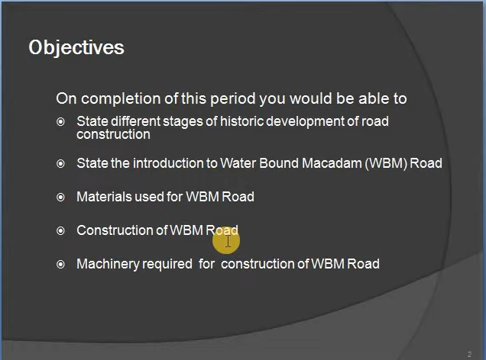 Objectives
On completion of this period you would be able to
State different stages of historic development of road
construction
State the introduction to Water Bound Macadam (WBM) Road
Materials used for WBM Road
Construction of WBM Road
Machinery required for construction of WBM Road
2